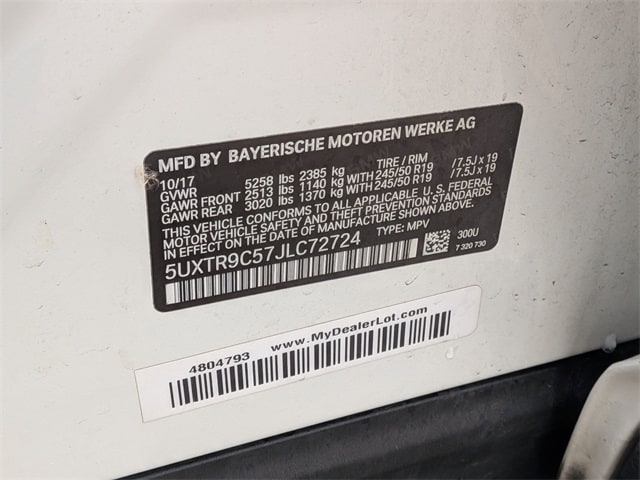 MFD BY BAYERISCHE MOTOREN WERKE AG
10/17 TIRE / RIM
GVWR 5258 lbs 2385 kg
GAWR FRONT 2513 lbs 1140 kg WITH 245/50 R19 /7.5J x 19
GAWR REAR 3020 lbs 1370 kg WITH 245/50 R19 /7.5J x 19
THIS VEHICLE CONFORMS TO ALL APPLICABLE U.S. FEDERAL
MOTOR VEHICLE SAFETY STANDARDS
IN EFFECT ON THE DATE OF MANUFACTURE SHOWN ABOVE.
5UXTR9C57JLC72724 TYPE: MPV 300U
7 320 730
4804793 www.MyDealerLot.com